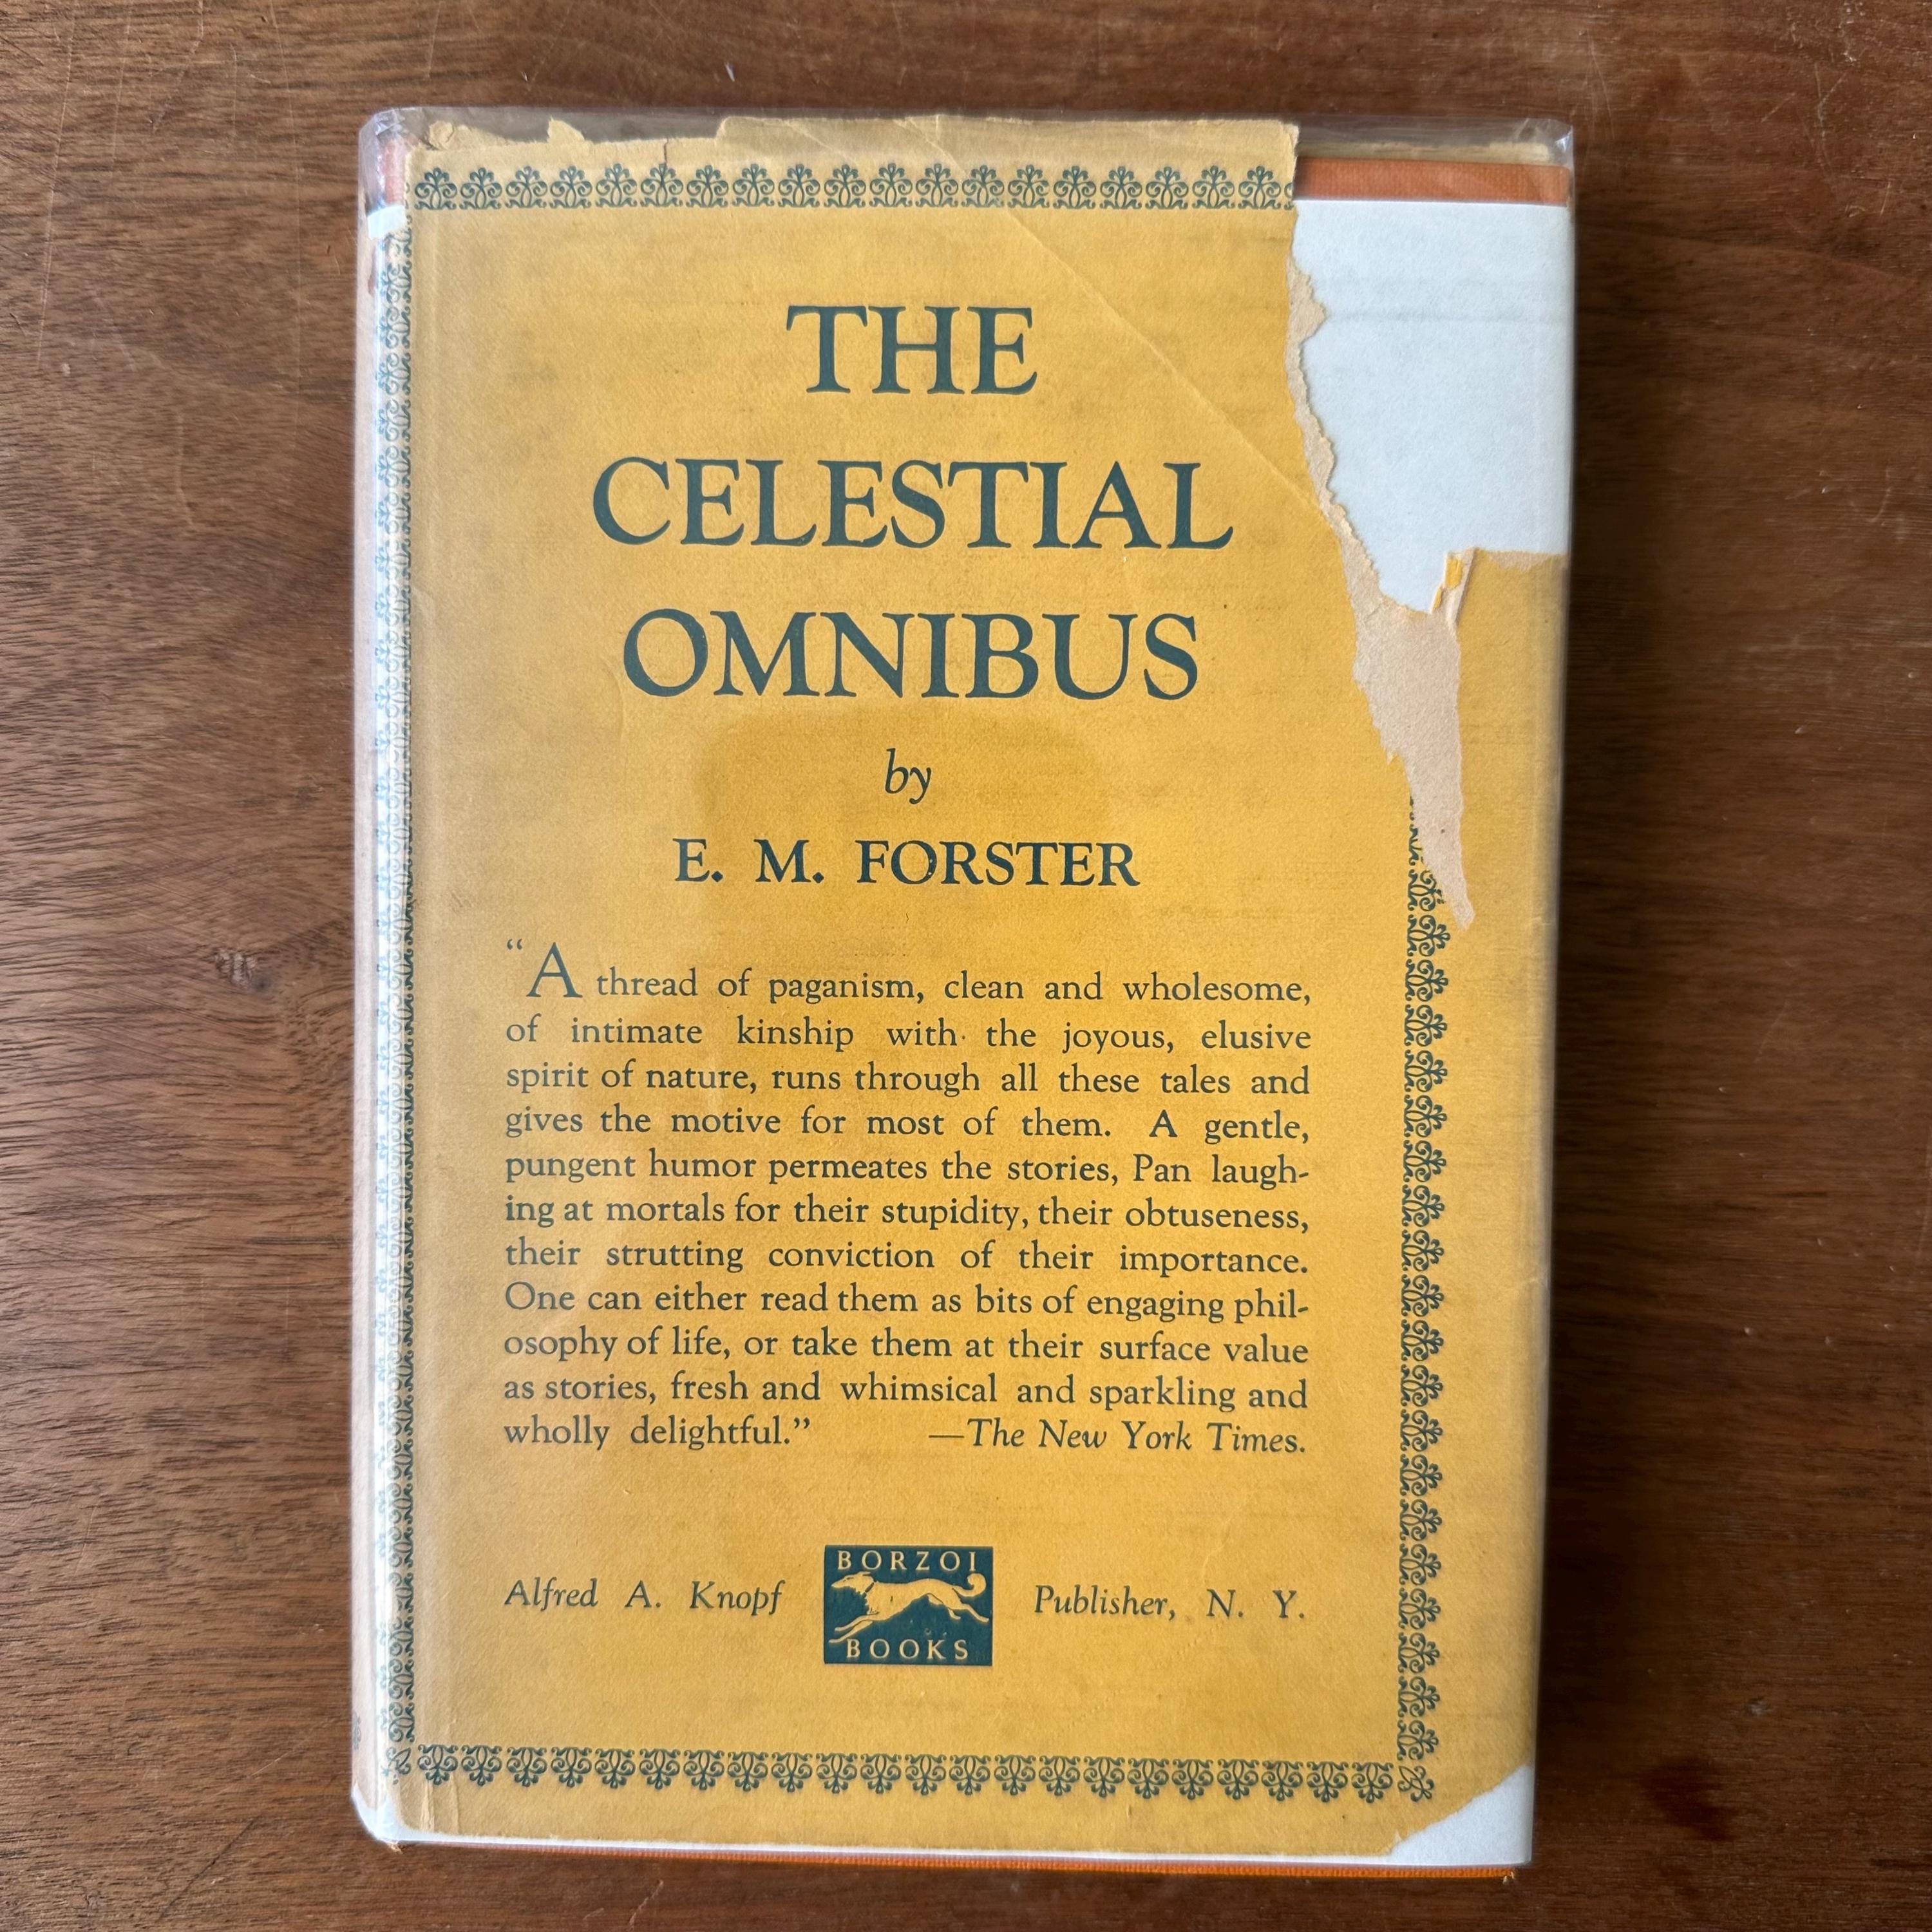 THE
CELESTIAL
OMNIBUS
by
E. M. FORSTER
“A thread of paganism, clean and wholesome,
of intimate kinship with the joyous, elusive
spirit of nature, runs through all these tales and
gives the motive for most of them. A gentle,
pungent humor permeates the stories, Pan laugh-
ing at mortals for their stupidity, their obtuseness,
their strutting conviction of their importance.
One can either read them as bits of engaging phil-
osophy of life, or take them at their surface value
as stories, fresh and whimsical and sparkling and
wholly delightful.” —The New York Times.
Alfred A. Knopf
BORZOI
BOOKS
Publisher, N. Y.